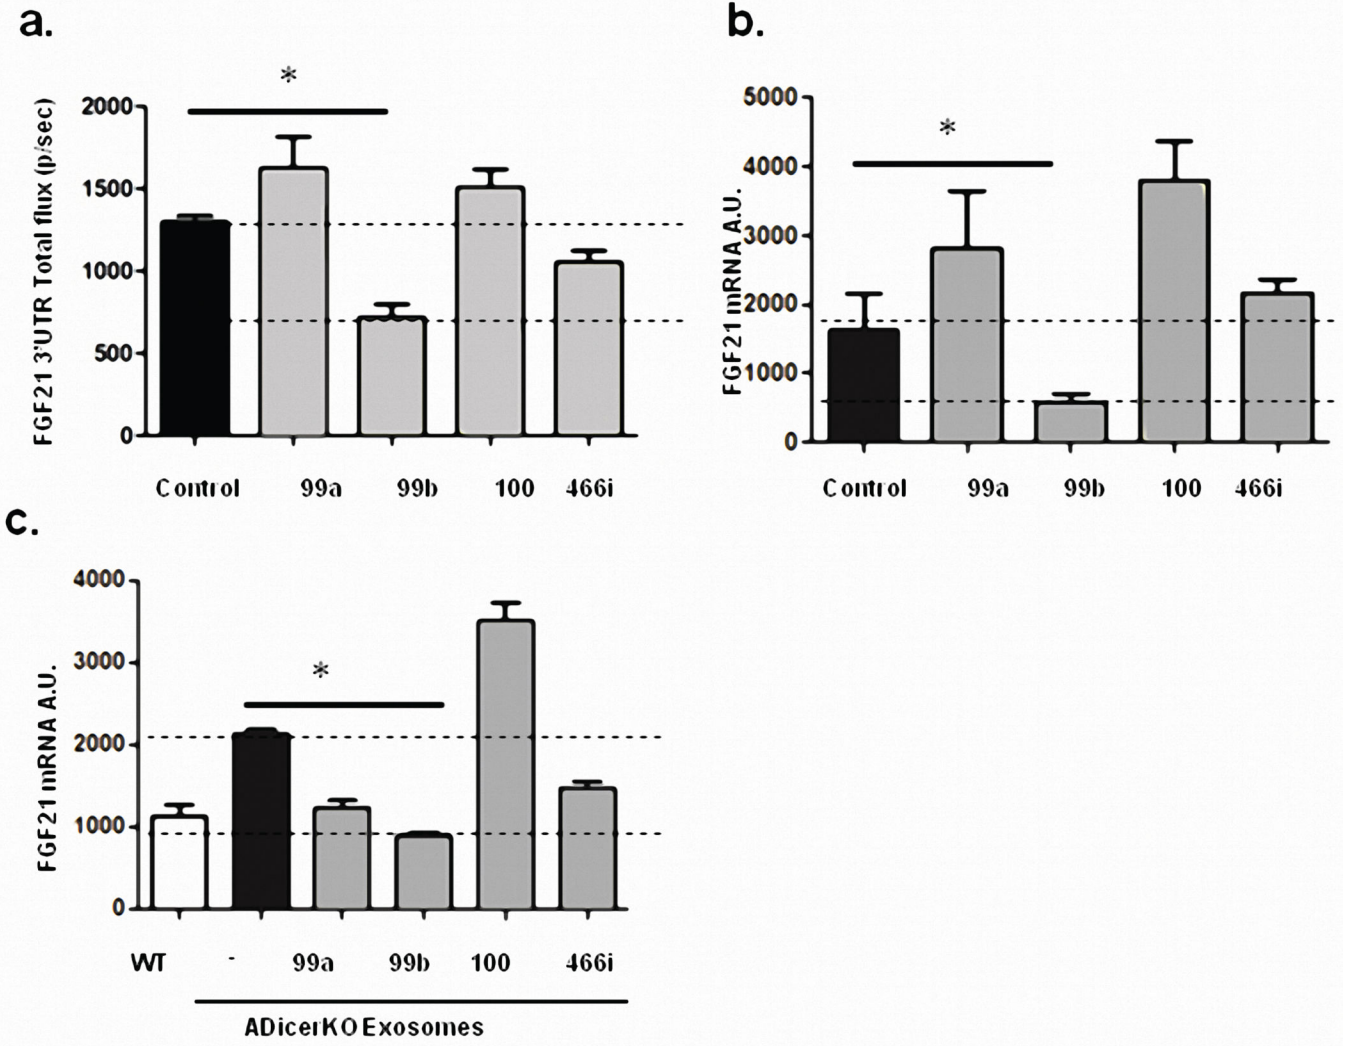 a.
*
FGF21 3'UTR Total flux (p/sec)
2000
1500
1000
500
0
Control 99a 99b 100 466i
b.
*
FGF21 mRNA A.U.
5000
4000
3000
2000
1000
0
Control 99a 99b 100 466i
c.
*
FGF21 mRNA A.U.
4000
3000
2000
1000
0
WT - 99a 99b 100 466i
ADicerKO Exosomes